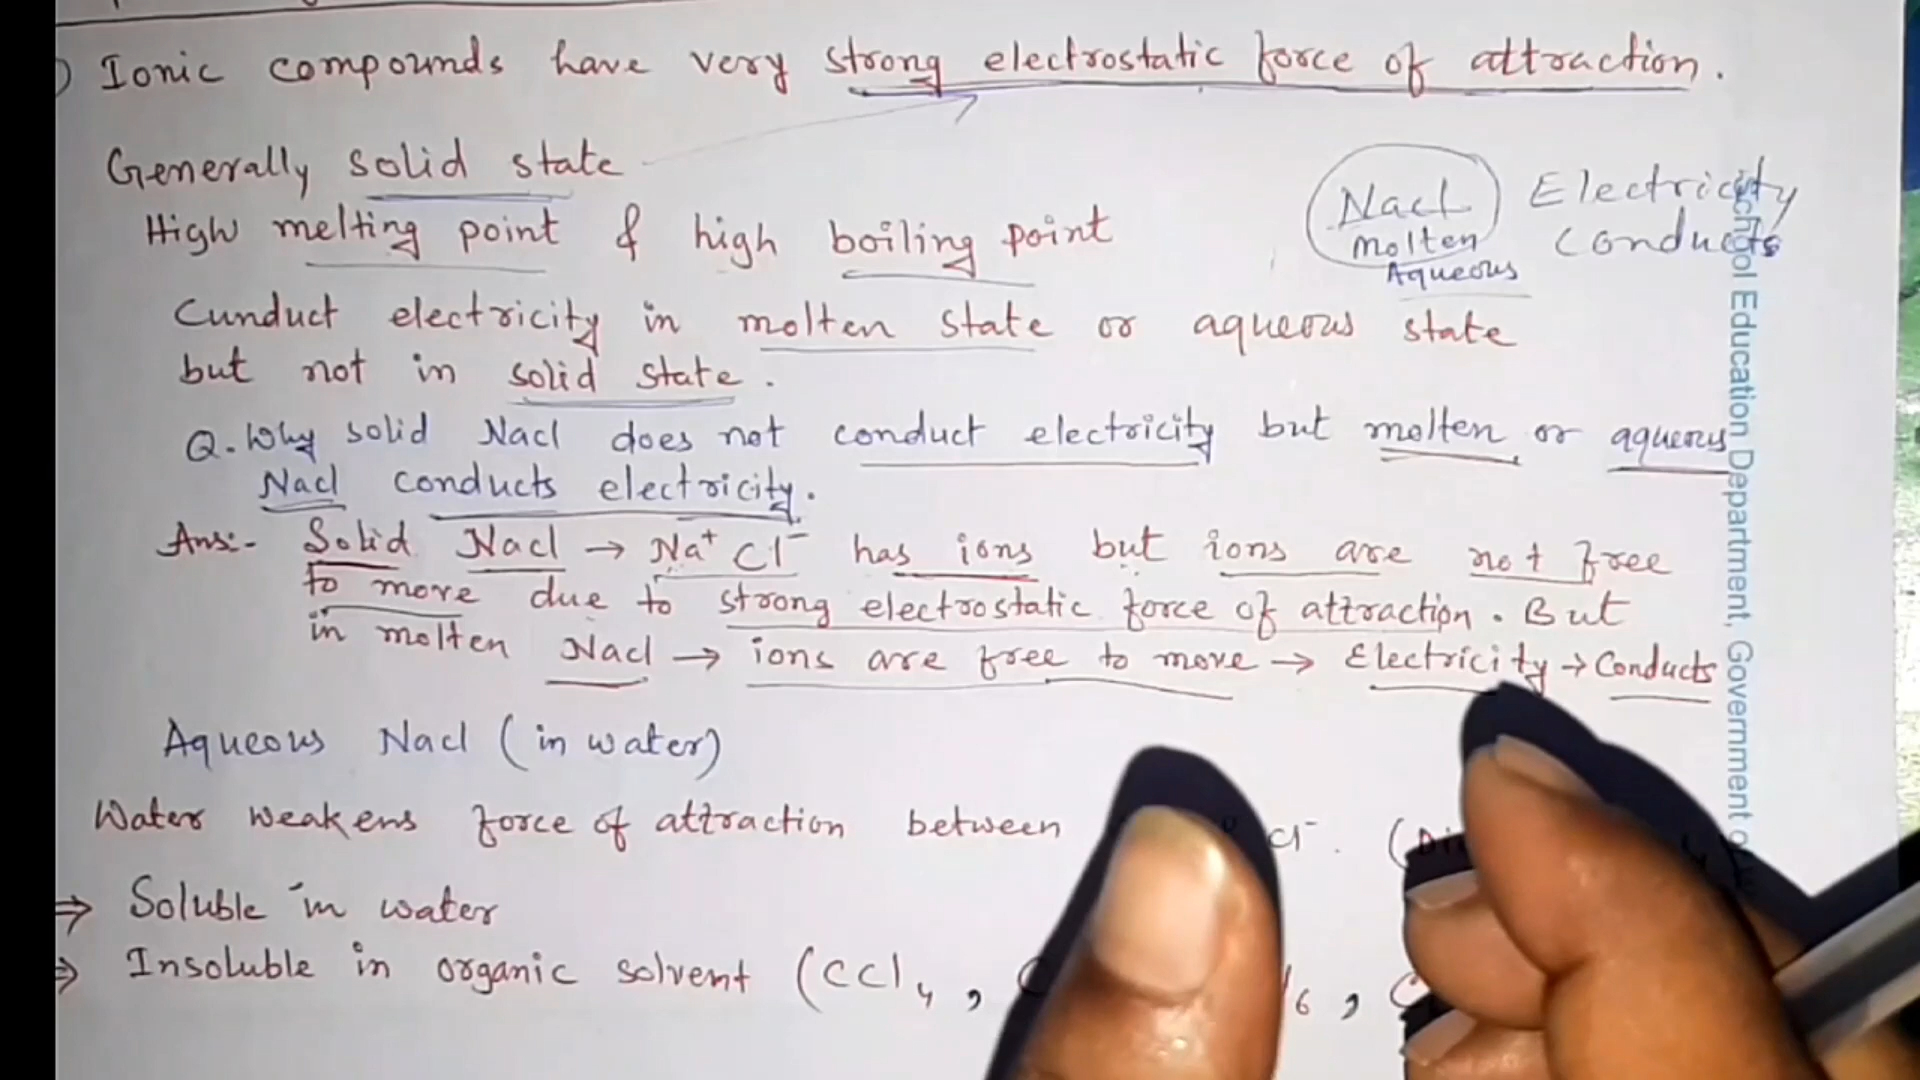 Ionic compounds have very strong electrostatic force of attraction.
Generally solid state
High melting point & high boiling point
Nacl Electricity
molten conducts
Aqueous
Cunduct electricity in molten state or aqueous state
but not in solid state.
Q. Why solid Nacl does not conduct electricity but molten or aqueous
Nacl conducts electricity.
Ans:- Solid Nacl → Na+ Cl- has ions but ions are not free
to move due to strong electrostatic force of attraction. But
in molten Nacl → ions are free to move → Electricity → Conducts
Aqueous Nacl (in water)
Water weakens force of attraction between Cl-. (
⇒ Soluble in water
⇒ Insoluble in organic solvent (CCl4, 6,
Education Department, Government